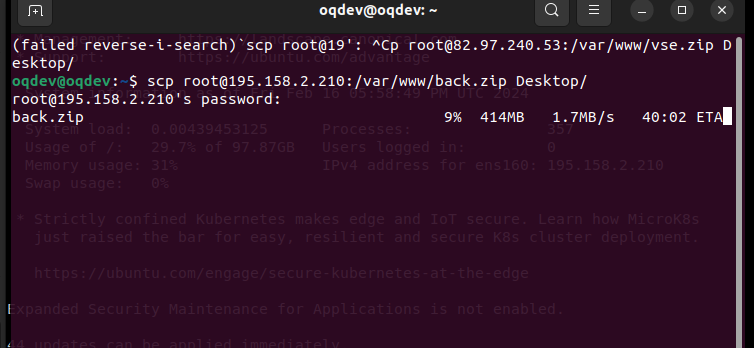 oqdev@oqdev: ~
* Management: https://landscape.canonical.com
(failed reverse-i-search)`scp root@19': ^Cp root@82.97.240.53:/var/www/vse.zip D
* Support: https://ubuntu.com/advantage
esktop/
oqdev@oqdev:~$ scp root@195.158.2.210:/var/www/back.zip Desktop/
Feb 16 05:58:49 PM UTC 2024
root@195.158.2.210's password:
back.zip 9% 414MB 1.7MB/s 40:02 ETA
System load: 0.00439453125 Processes: 357
Usage of /: 29.7% of 97.87GB Users logged in: 0
Memory usage: 31% IPv4 address for ens160: 195.158.2.210
Swap usage: 0%
* Strictly confined Kubernetes makes edge and IoT secure. Learn how MicroK8s
just raised the bar for easy, resilient and secure K8s cluster deployment.
https://ubuntu.com/engage/secure-kubernetes-at-the-edge
Expanded Security Maintenance for Applications is not enabled.
44 updates can be applied immediately